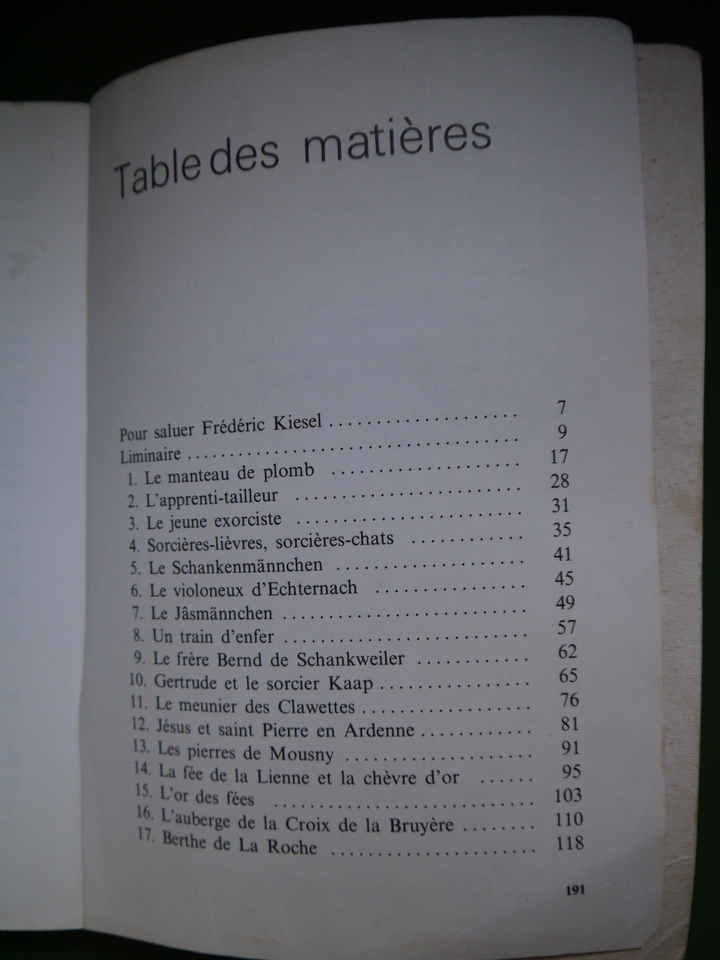 Table des matières
Pour saluer Frédéric Kiesel .................... 7
Liminaire ................................... 9
1. Le manteau de plomb .................... 17
2. L'apprenti-tailleur ........................ 28
3. Le jeune exorciste ........................ 31
4. Sorcières-lièvres, sorcières-chats ............ 35
5. Le Schankenmännchen .................... 41
6. Le violoneux d'Echternach ................ 45
7. Le Jâsmännchen .......................... 49
8. Un train d'enfer .......................... 57
9. Le frère Bernd de Schankweiler ............ 62
10. Gertrude et le sorcier Kaap ................ 65
11. Le meunier des Clawettes .................. 76
12. Jésus et saint Pierre en Ardenne ............ 81
13. Les pierres de Mousny .................... 91
14. La fée de la Lienne et la chèvre d'or ...... 95
15. L'or des fées ............................ 103
16. L'auberge de la Croix de la Bruyère ........ 110
17. Berthe de La Roche ...................... 118
191